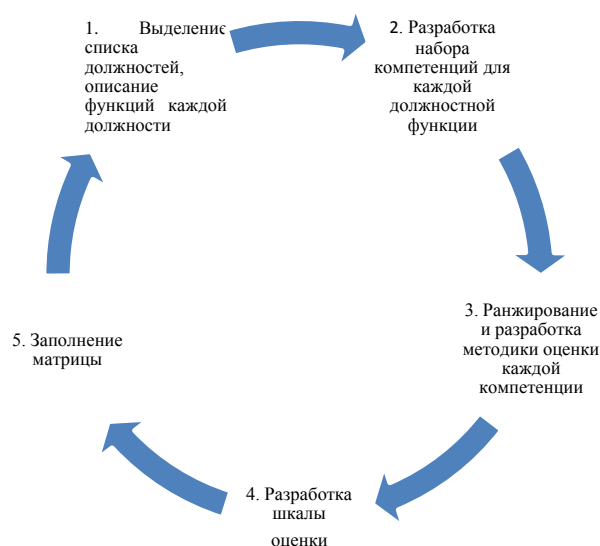 1. Выделение
списка
должностей,
описание
функций каждой
должности
2. Разработка
набора
компетенций для
каждой
должностной
функции
3. Ранжирование
и разработка
методики оценки
каждой
компетенции
4. Разработка
шкалы
оценки
5. Заполнение
матрицы